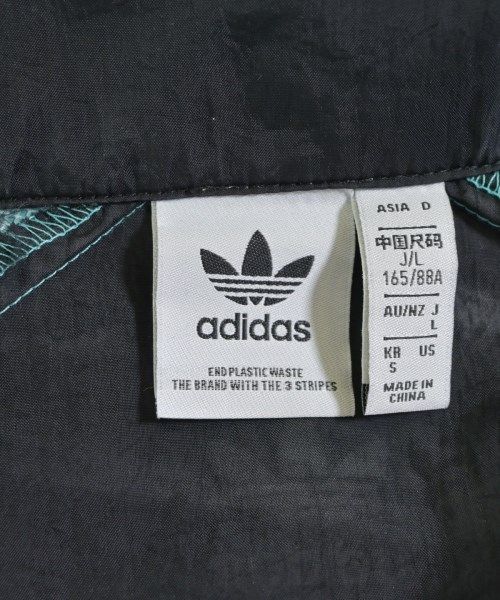 adidas
END PLASTIC WASTE
THE BRAND WITH THE 3 STRIPES
ASIA D
中国尺码
J/L
165/88A
AU/NZ J
L
KR US
S
MADE IN
CHINA